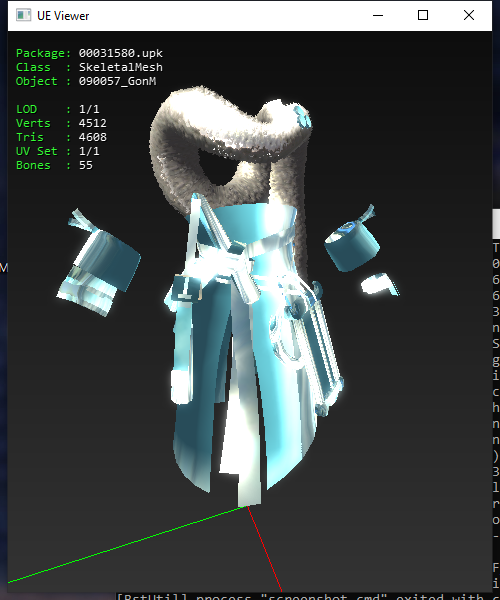 UE Viewer
Package: 00031580.upk
Class  : SkeletalMesh
Object : 090057_GonM
LOD    : 1/1
Verts  : 4512
Tris   : 4608
UV Set : 1/1
Bones  : 55
M
[BstUtil] process "screenshot.cmd" exited with c